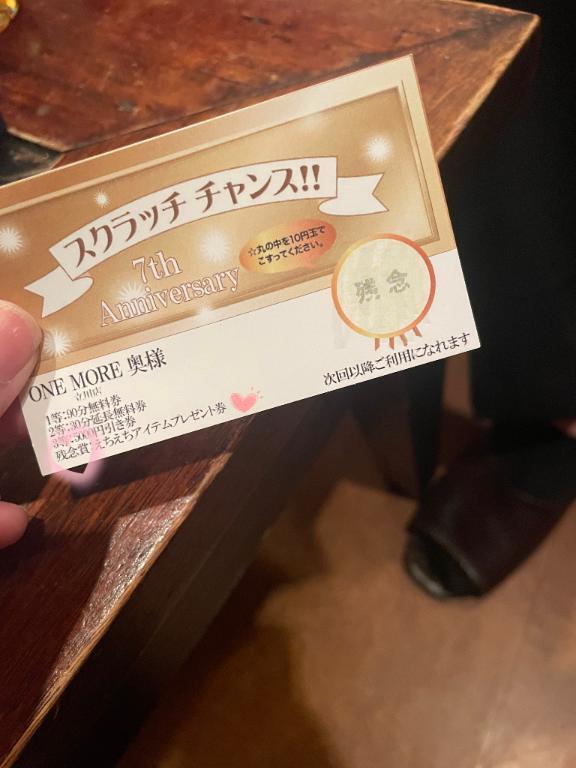 スクラッチ チャンス!!
7th
Anniversary
☆丸の中を10円玉で
こすってください。
残念
ONE MORE 奥様
立川店
1等:90分無料券
2等:30分延長無料券
3等:5000円引き券
残念賞:えちえちアイテムプレゼント券
次回以降ご利用になれます